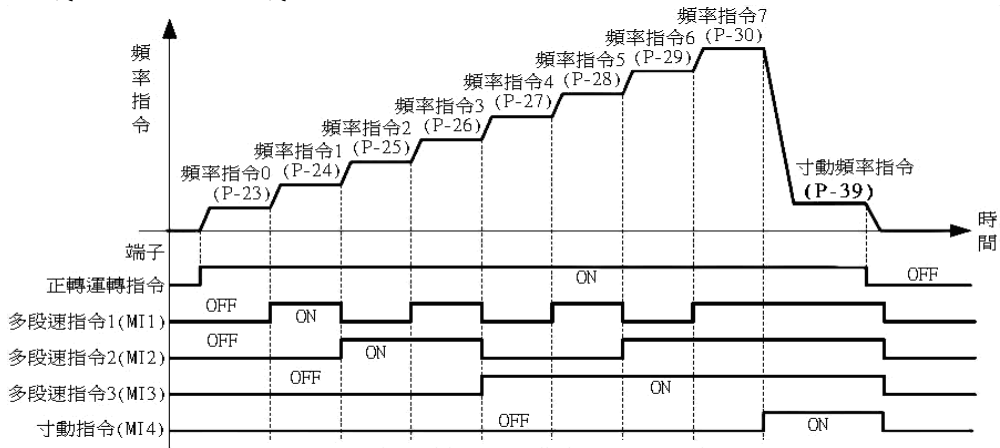 頻率指令
頻率指令0
(P-23)
頻率指令1
(P-24)
頻率指令2
(P-25)
頻率指令3
(P-26)
頻率指令4
(P-27)
頻率指令5
(P-28)
頻率指令6
(P-29)
頻率指令7
(P-30)
寸動頻率指令
(P-39)
時間
端子
正轉運轉指令
ON
OFF
多段速指令1(MI1)
OFF
ON
多段速指令2(MI2)
OFF
ON
多段速指令3(MI3)
OFF
ON
寸動指令(MI4)
OFF
ON